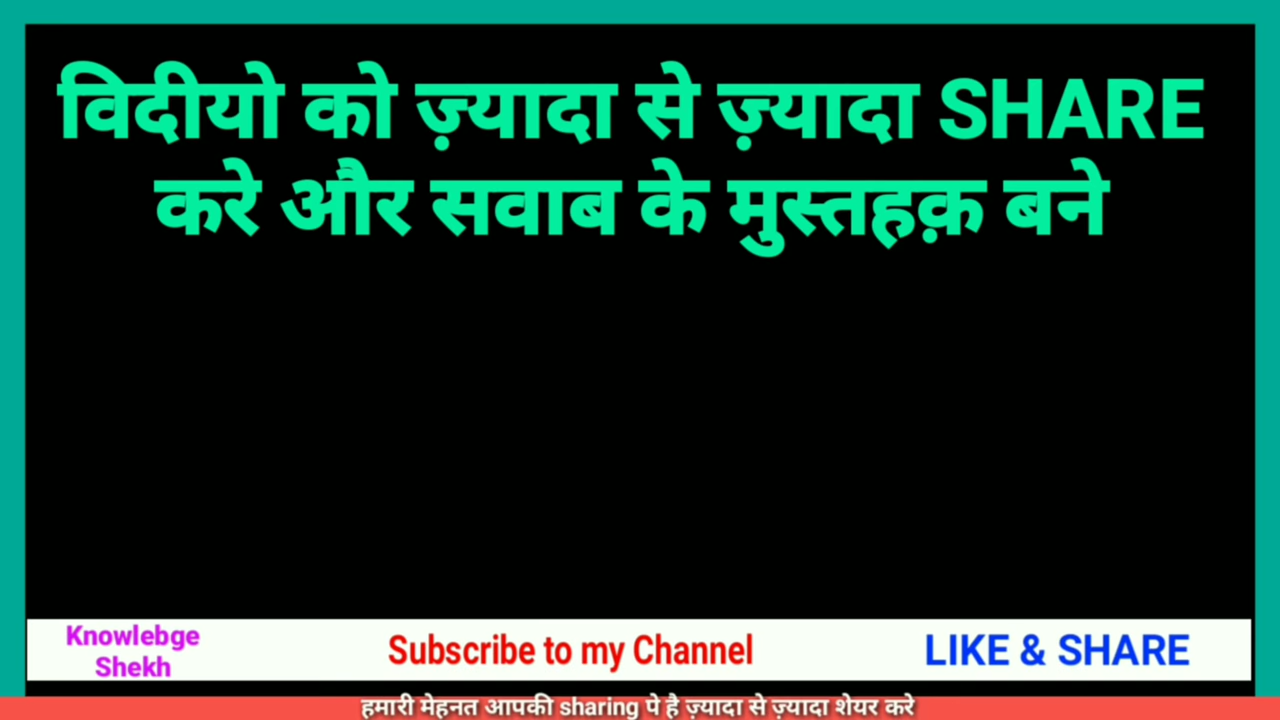 विदीयो को ज़्यादा से ज़्यादा SHARE
करे और सवाब के मुस्तहक़ बने
Knowlebge
Shekh
Subscribe to my Channel
LIKE & SHARE
हमारी मेहनत आपकी sharing पे है ज़्यादा से ज़्यादा शेयर करे